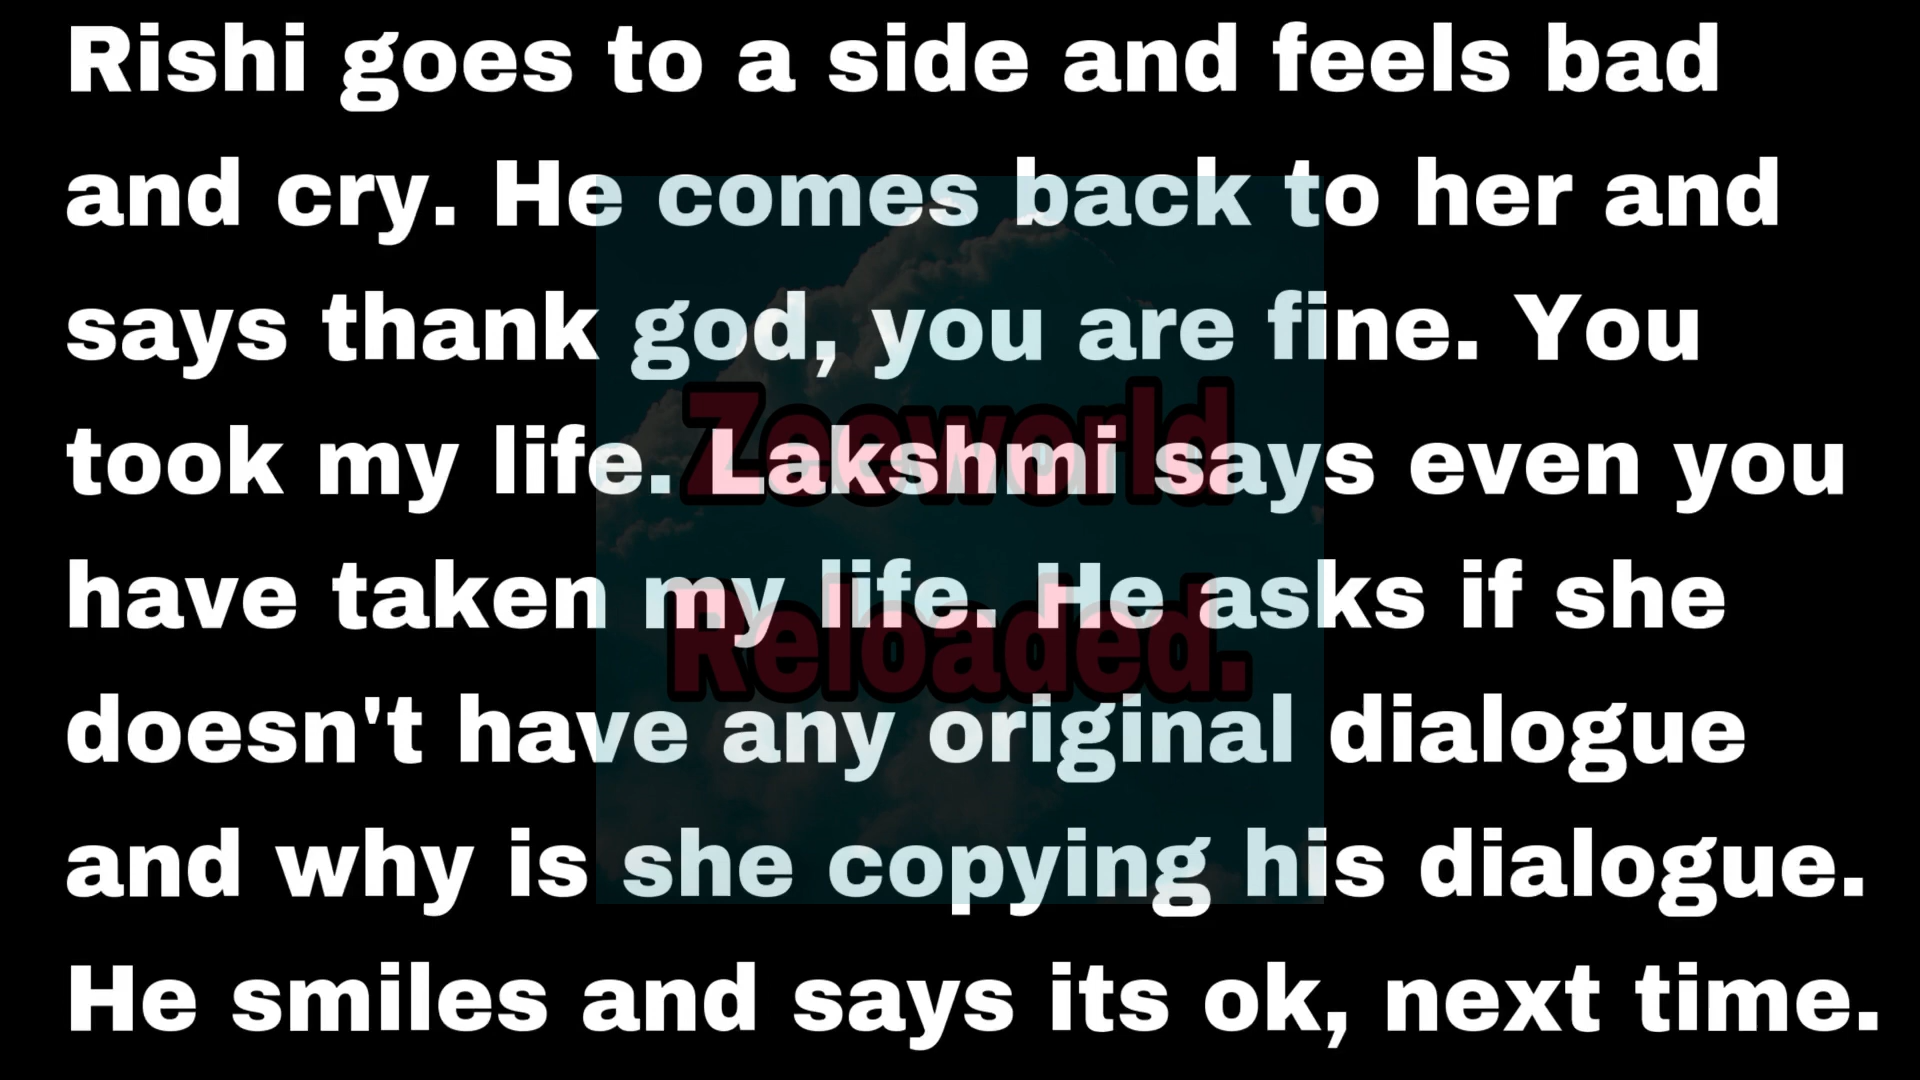 Rishi goes to a side and feels bad
and cry. He comes back to her and
says thank god, you are fine. You
took my life. Lakshmi says even you
have taken my life. He asks if she
doesn't have any original dialogue
and why is she copying his dialogue.
He smiles and says its ok, next time.
Zeeworld
Reloaded.